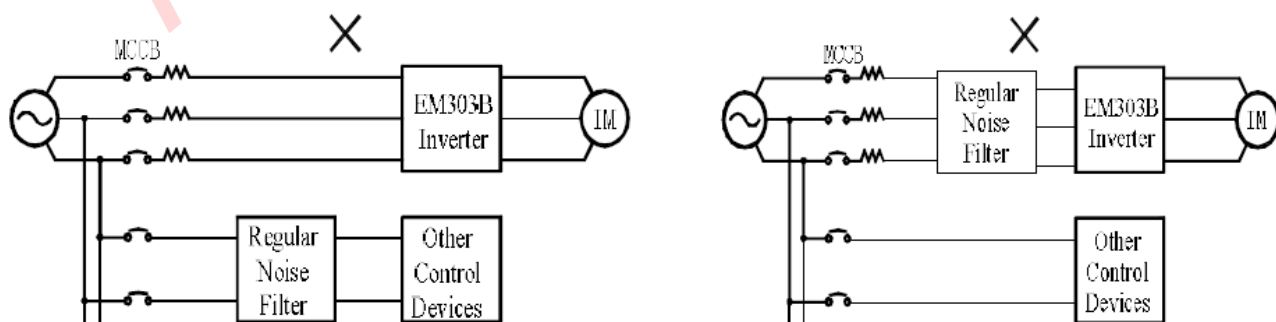 MCCB
EM303B
Inverter
IM
Regular
Noise
Filter
Other
Control
Devices
MCCB
Regular
Noise
Filter
EM303B
Inverter
IM
Other
Control
Devices